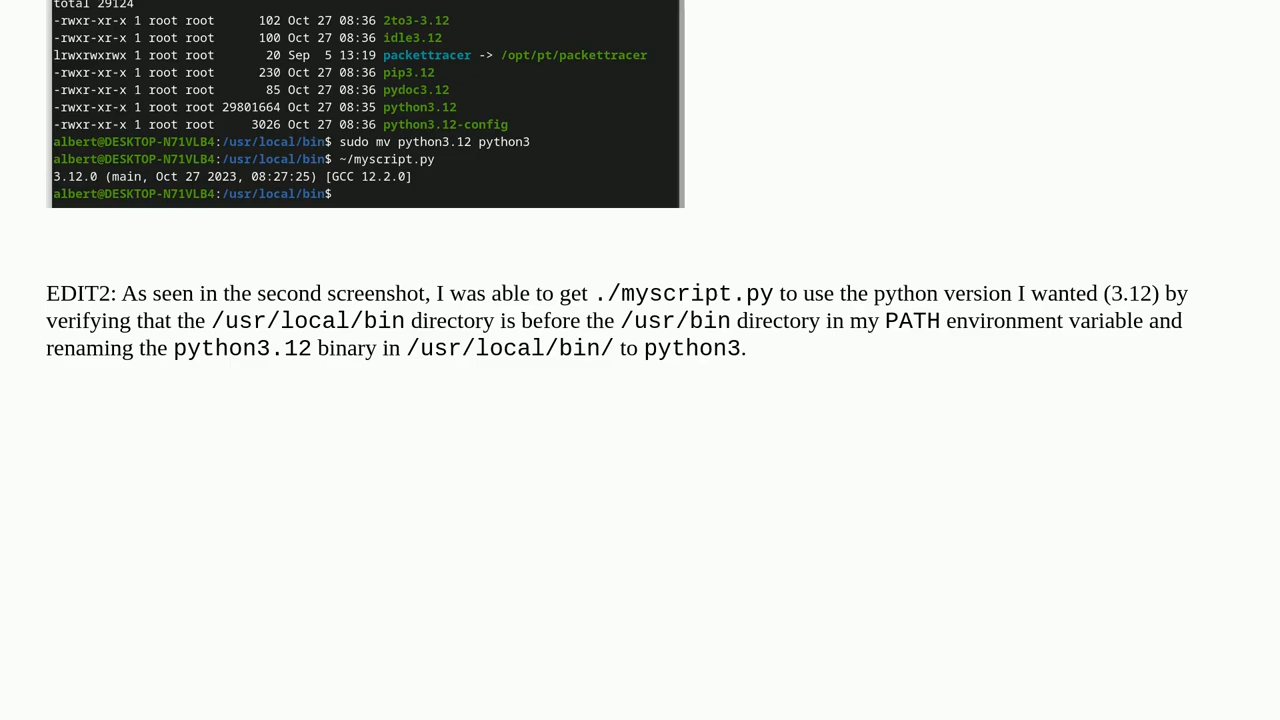 total 29124
-rwxr-xr-x 1 root root      102 Oct 27 08:36 2to3-3.12
-rwxr-xr-x 1 root root      100 Oct 27 08:36 idle3.12
lrwxrwxrwx 1 root root       20 Sep  5 13:19 packettracer -> /opt/pt/packettracer
-rwxr-xr-x 1 root root      230 Oct 27 08:36 pip3.12
-rwxr-xr-x 1 root root       85 Oct 27 08:36 pydoc3.12
-rwxr-xr-x 1 root root 29801664 Oct 27 08:35 python3.12
-rwxr-xr-x 1 root root     3026 Oct 27 08:36 python3.12-config
albert@DESKTOP-N71VLB4:/usr/local/bin$ sudo mv python3.12 python3
albert@DESKTOP-N71VLB4:/usr/local/bin$ ~/myscript.py
3.12.0 (main, Oct 27 2023, 08:27:25) [GCC 12.2.0]
albert@DESKTOP-N71VLB4:/usr/local/bin$
EDIT2: As seen in the second screenshot, I was able to get ./myscript.py to use the python version I wanted (3.12) by
verifying that the /usr/local/bin directory is before the /usr/bin directory in my PATH environment variable and
renaming the python3.12 binary in /usr/local/bin/ to python3.